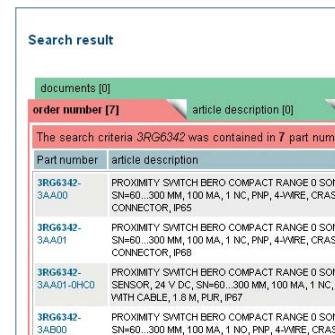 Search result
documents [0]
order number [7]
article description [0]
The search criteria 3RG6342 was contained in 7 part num
Part number article description
3RG6342-
3AA00
PROXIMITY SWITCH BERO COMPACT RANGE 0 SON
SN=60...300 MM, 100 MA, 1 NC, PNP, 4-WIRE, CRAS
CONNECTOR, IP65
3RG6342-
3AA01
PROXIMITY SWITCH BERO COMPACT RANGE 0 SON
SN=60...300 MM, 100 MA, 1 NC, PNP, 4-WIRE, CRAS
CONNECTOR, IP68
3RG6342-
3AA01-0HC0
PROXIMITY SWITCH BERO COMPACT RANGE 0 SON
SENSOR, 24 V DC, SN=60...300 MM, 100 MA, 1 NC,
WITH CABLE, 1.8 M, PUR, IP67
3RG6342-
3AB00
PROXIMITY SWITCH BERO COMPACT RANGE 0 SON
SN=60...300 MM, 100 MA, 1 NO, PNP, 4-WIRE, CRAS